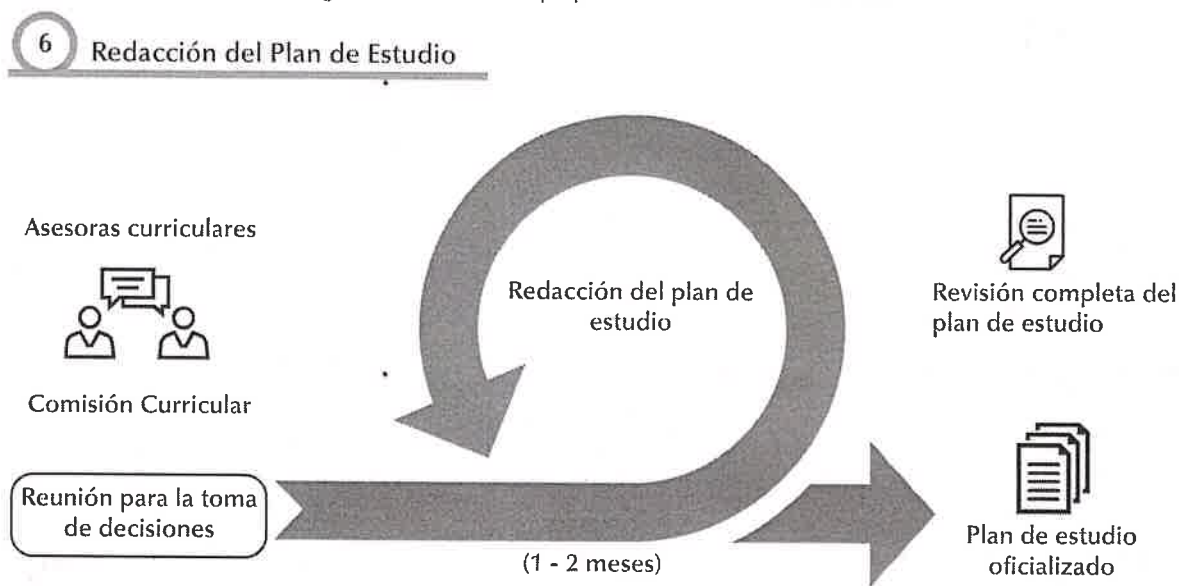 6
Redacción del Plan de Estudio
Asesoras curriculares
Comisión Curricular
Reunión para la toma
de decisiones
Redacción del plan de
estudio
(1 - 2 meses)
Revisión completa del
plan de estudio
Plan de estudio
oficializado